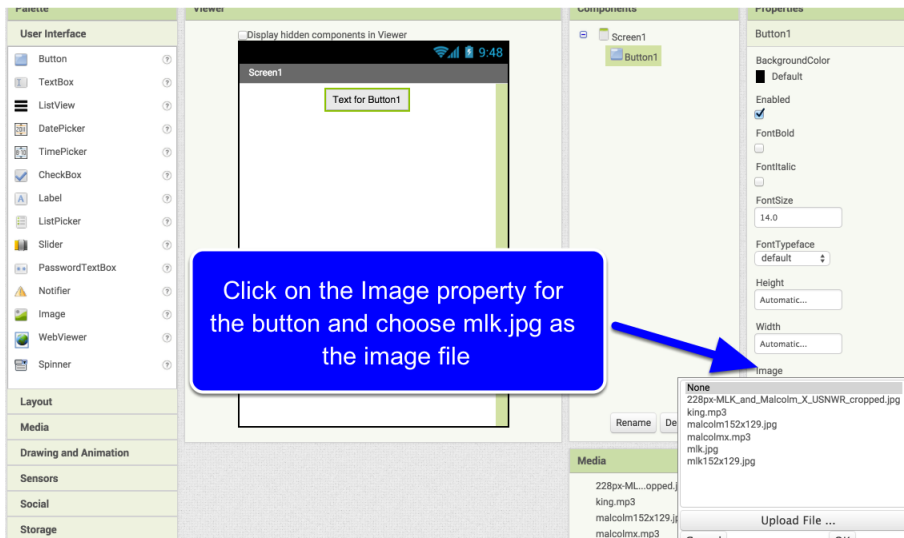 Palette
User Interface
Button
TextBox
ListView
DatePicker
TimePicker
CheckBox
Label
ListPicker
Slider
PasswordTextBox
Notifier
Image
WebViewer
Spinner
Layout
Media
Drawing and Animation
Sensors
Social
Storage
Viewer
Display hidden components in Viewer
9:48
Screen1
Text for Button1
Click on the Image property for
the button and choose mlk.jpg as
the image file
Components
Screen1
Button1
Rename De
Media
228px-ML...opped.j
king.mp3
malcolm152x129.jp
malcolmx.mp3
Properties
Button1
BackgroundColor
Default
Enabled
FontBold
FontItalic
FontSize
14.0
FontTypeface
default
Height
Automatic...
Width
Automatic...
Image
None
228px-MLK_and_Malcolm_X_USNWR_cropped.jpg
king.mp3
malcolm152x129.jpg
malcolmx.mp3
mlk.jpg
mlk152x129.jpg
Upload File ...